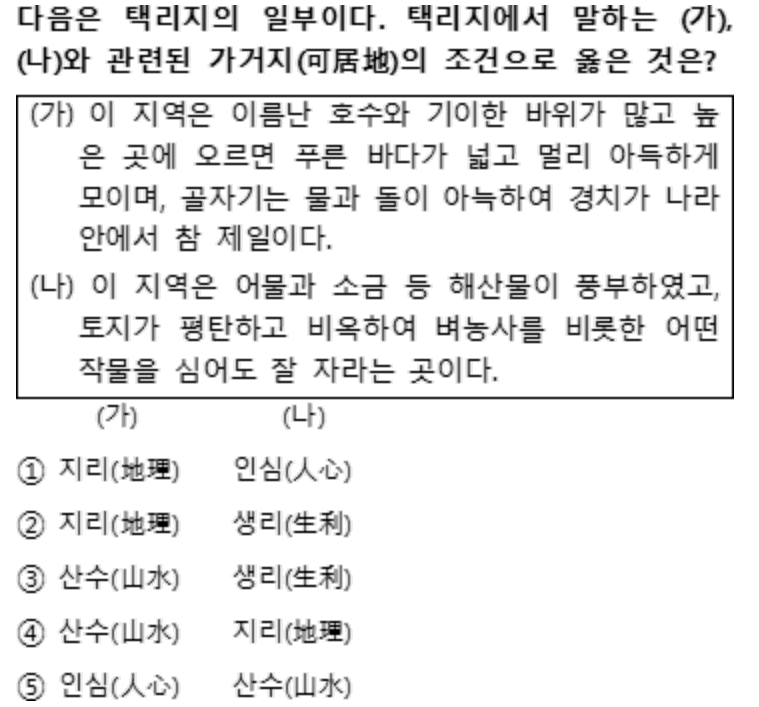 다음은 택리지의 일부이다. 택리지에서 말하는 (가),
(나)와 관련된 가거지(可居地)의 조건으로 옳은 것은?
(가) 이 지역은 이름난 호수와 기이한 바위가 많고 높
은 곳에 오르면 푸른 바다가 넓고 멀리 아득하게
모이며, 골자기는 물과 돌이 아늑하여 경치가 나라
안에서 참 제일이다.
(나) 이 지역은 어물과 소금 등 해산물이 풍부하였고,
토지가 평탄하고 비옥하여 벼농사를 비롯한 어떤
작물을 심어도 잘 자라는 곳이다.
(가) (나)
① 지리(地理) 인심(人心)
② 지리(地理) 생리(生利)
③ 산수(山水) 생리(生利)
④ 산수(山水) 지리(地理)
⑤ 인심(人心) 산수(山水)